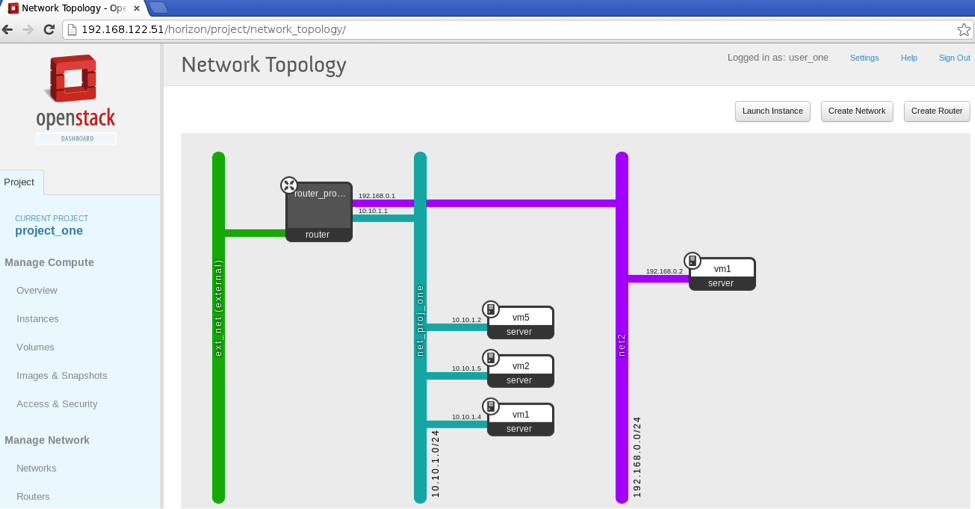 Network Topology - Ope
192.168.122.51/horizon/project/network_topology/
openstack
DASHBOARD
Project
CURRENT PROJECT
project_one
Manage Compute
Overview
Instances
Volumes
Images & Snapshots
Access & Security
Manage Network
Networks
Routers
Network Topology
Logged in as: user_one
Settings
Help
Sign Out
Launch Instance
Create Network
Create Router
ext_net (external)
router_pro...
router
192.168.0.1
10.10.1.1
net_proj_one
10.10.1.0/24
10.10.1.2
vm5
server
10.10.1.5
vm2
server
10.10.1.4
vm1
server
net2
192.168.0.0/24
192.168.0.2
vm1
server